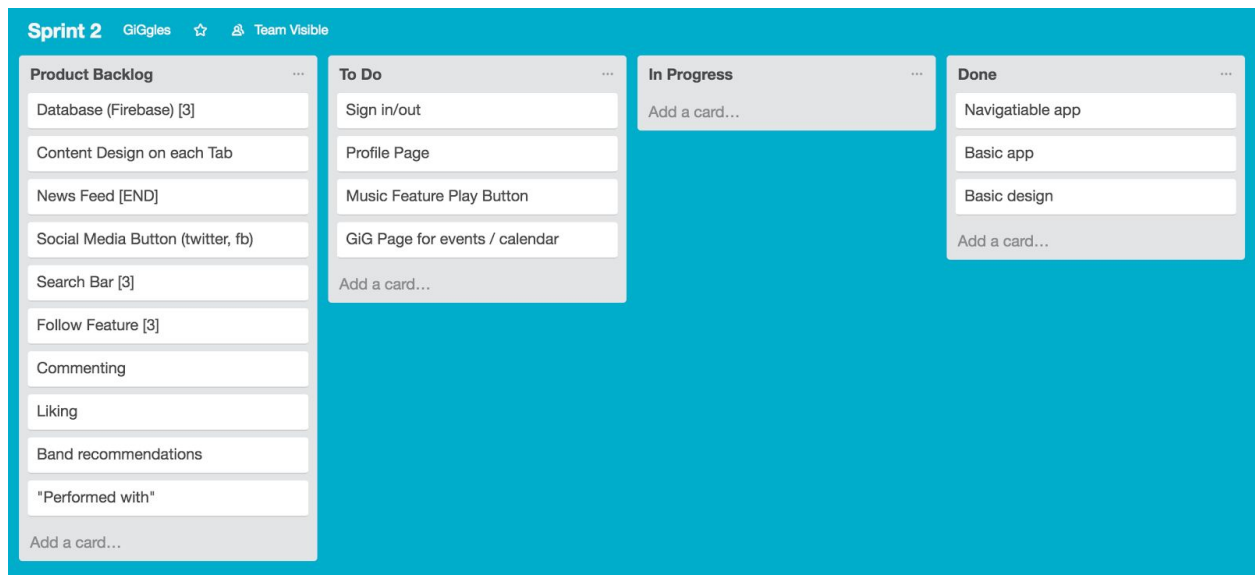 Sprint 2 GiGgles Team Visible
Product Backlog ...
Database (Firebase) [3]
Content Design on each Tab
News Feed [END]
Social Media Button (twitter, fb)
Search Bar [3]
Follow Feature [3]
Commenting
Liking
Band recommendations
"Performed with"
Add a card...
To Do ...
Sign in/out
Profile Page
Music Feature Play Button
GiG Page for events / calendar
Add a card...
In Progress ...
Add a card...
Done ...
Navigatiable app
Basic app
Basic design
Add a card...